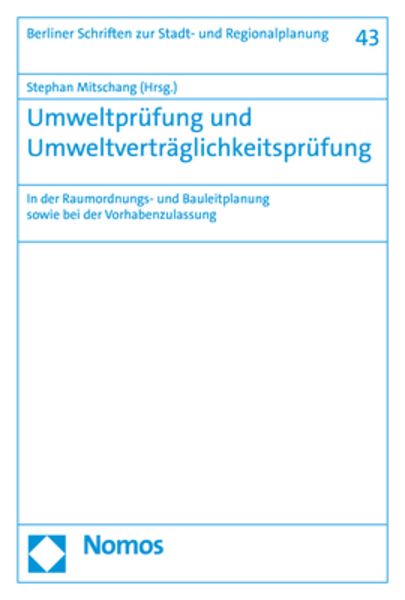 Berliner Schriften zur Stadt- und Regionalplanung 43
Stephan Mitschang (Hrsg.)
Umweltprüfung und
Umweltverträglichkeitsprüfung
In der Raumordnungs- und Bauleitplanung
sowie bei der Vorhabenzulassung
Nomos